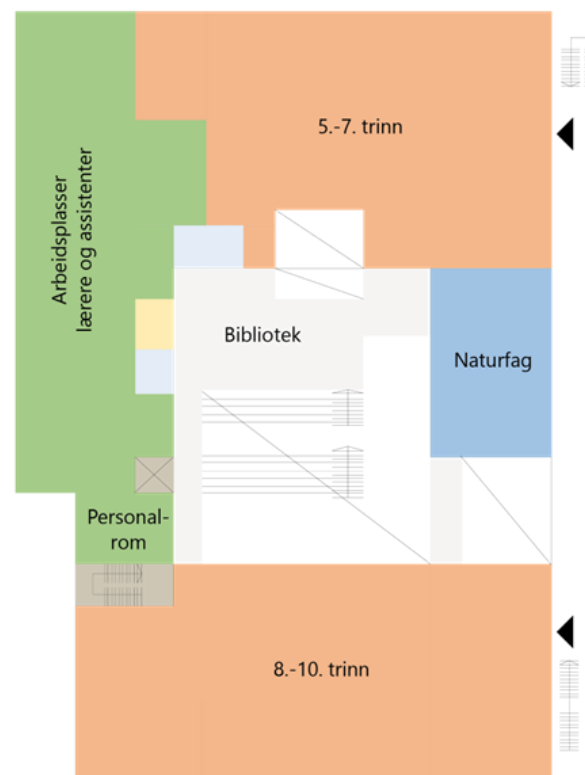 5.-7. trinn
Arbeidsplasser
lærere og assistenter
Bibliotek
Naturfag
Personal-
rom
8.-10. trinn